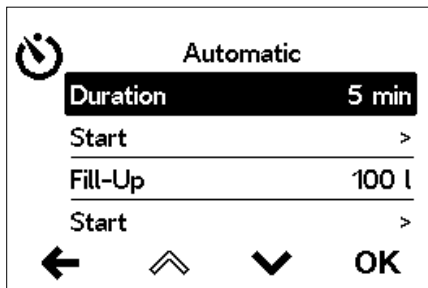 Automatic
Duration 5 min
Start >
Fill-Up 100 l
Start >
OK